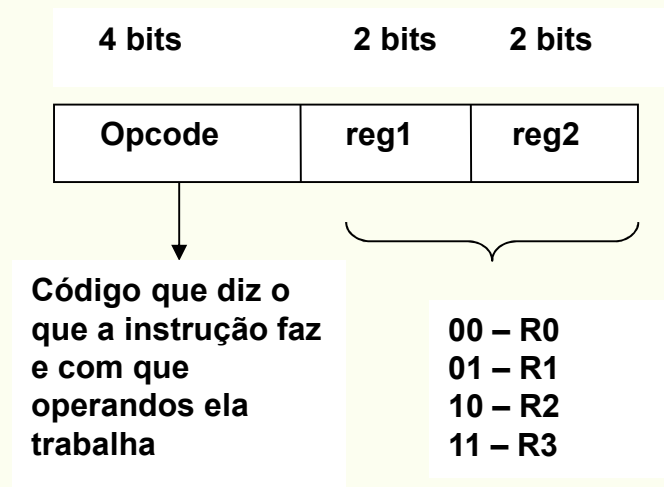 4 bits 2 bits 2 bits
Opcode reg1 reg2
Código que diz o
que a instrução faz
e com que
operandos ela
trabalha
00 – R0
01 – R1
10 – R2
11 – R3